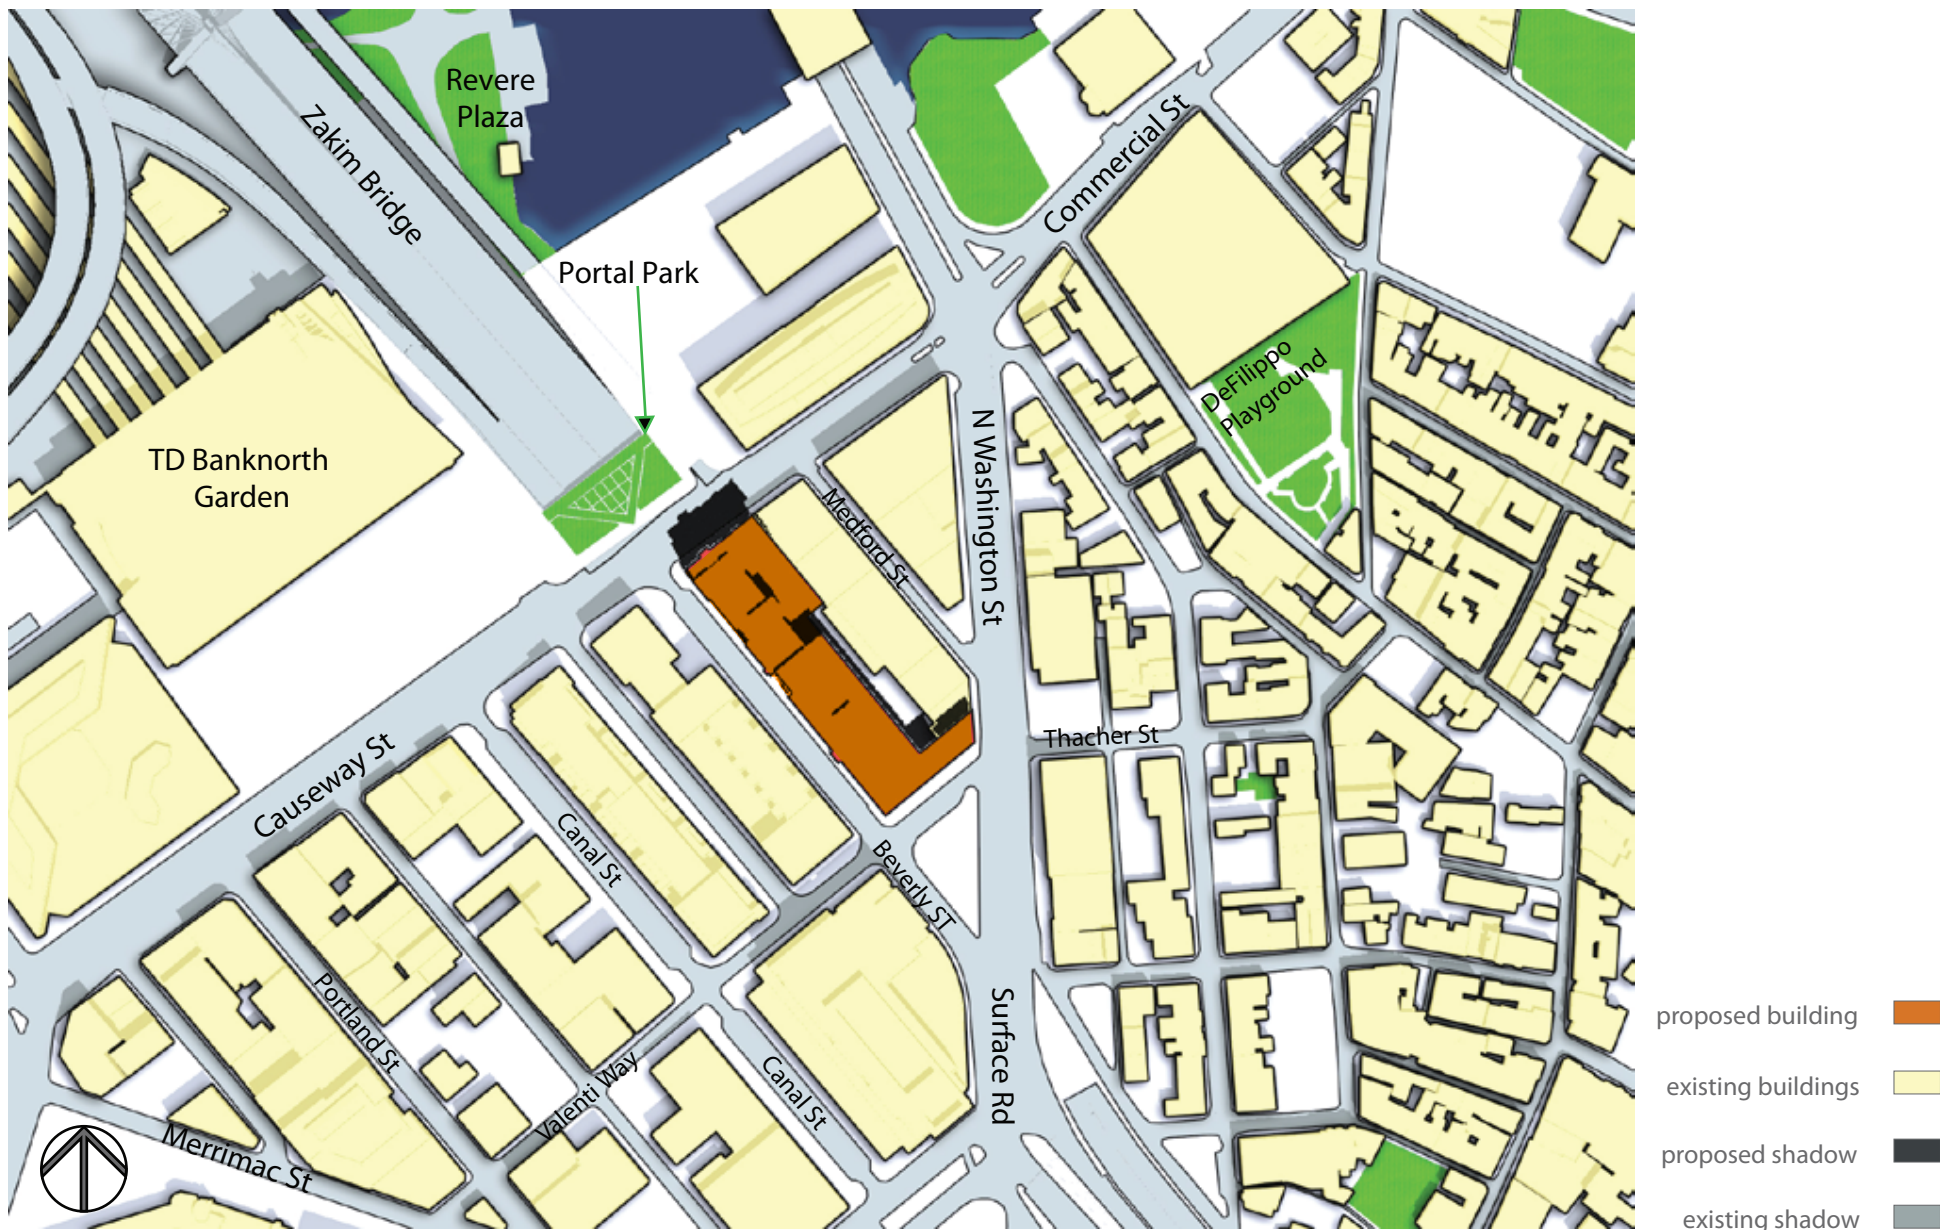 Revere
Plaza
Zakim Bridge
Portal Park
Commercial St
DeFilippo
Playground
TD Banknorth
Garden
Medford St
N Washington St
Thacher St
Causeway St
Canal St
Beverly ST
Portland St
Surface Rd
Valenti Way
Canal St
Merrimac St
proposed building
existing buildings
proposed shadow
existing shadow